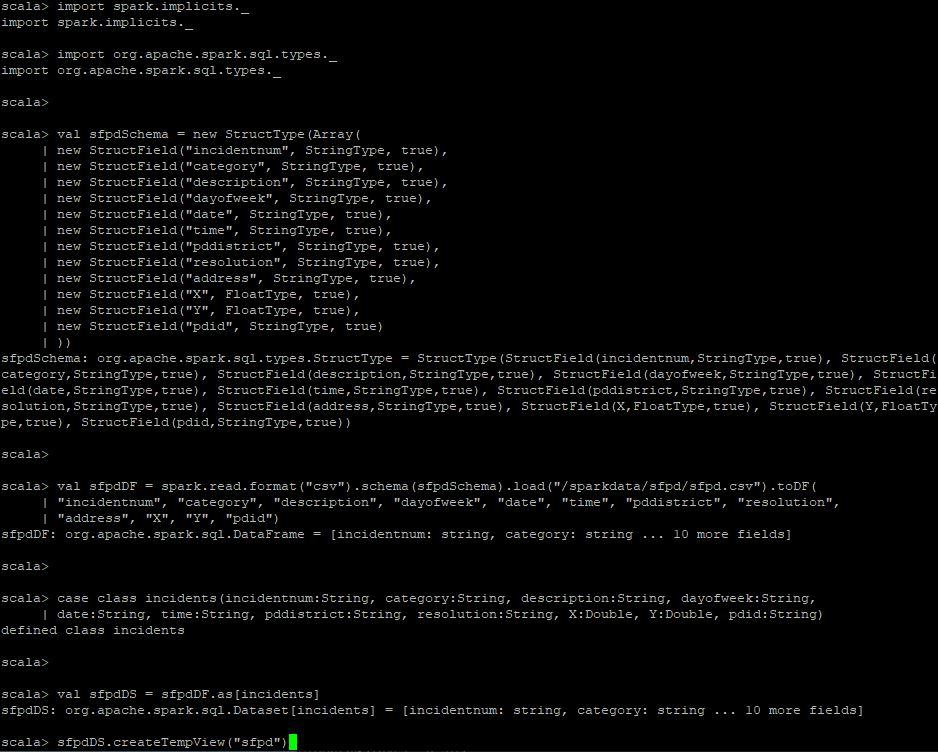 scala> import spark.implicits._
import spark.implicits._
scala> import org.apache.spark.sql.types._
import org.apache.spark.sql.types._
scala>
scala> val sfpdSchema = new StructType(Array(
     | new StructField("incidentnum", StringType, true),
     | new StructField("category", StringType, true),
     | new StructField("description", StringType, true),
     | new StructField("dayofweek", StringType, true),
     | new StructField("date", StringType, true),
     | new StructField("time", StringType, true),
     | new StructField("pddistrict", StringType, true),
     | new StructField("resolution", StringType, true),
     | new StructField("address", StringType, true),
     | new StructField("X", FloatType, true),
     | new StructField("Y", FloatType, true),
     | new StructField("pdid", StringType, true)
     | ))
sfpdSchema: org.apache.spark.sql.types.StructType = StructType(StructField(incidentnum,StringType,true), StructField(
category,StringType,true), StructField(description,StringType,true), StructField(dayofweek,StringType,true), StructFi
eld(date,StringType,true), StructField(time,StringType,true), StructField(pddistrict,StringType,true), StructField(re
solution,StringType,true), StructField(address,StringType,true), StructField(X,FloatType,true), StructField(Y,FloatTy
pe,true), StructField(pdid,StringType,true))
scala>
scala> val sfpdDF = spark.read.format("csv").schema(sfpdSchema).load("/sparkdata/sfpd/sfpd.csv").toDF(
     | "incidentnum", "category", "description", "dayofweek", "date", "time", "pddistrict", "resolution",
     | "address", "X", "Y", "pdid")
sfpdDF: org.apache.spark.sql.DataFrame = [incidentnum: string, category: string ... 10 more fields]
scala>
scala> case class incidents(incidentnum:String, category:String, description:String, dayofweek:String,
     | date:String, time:String, pddistrict:String, resolution:String, X:Double, Y:Double, pdid:String)
defined class incidents
scala>
scala> val sfpdDS = sfpdDF.as[incidents]
sfpdDS: org.apache.spark.sql.Dataset[incidents] = [incidentnum: string, category: string ... 10 more fields]
scala> sfpdDS.createTempView("sfpd")